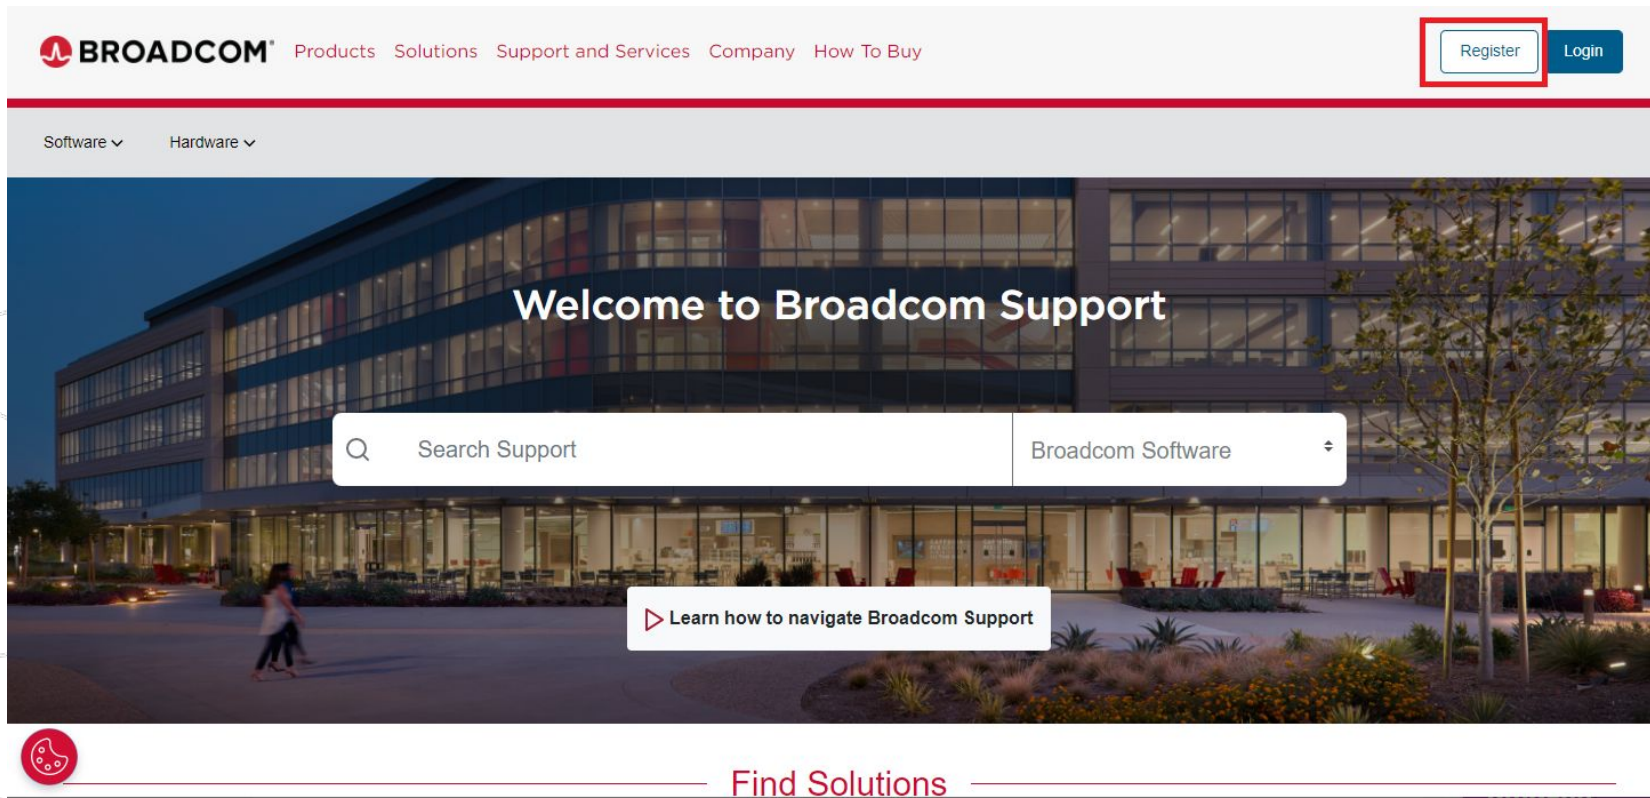 BROADCOM® Products Solutions Support and Services Company How To Buy Register Login
Software Hardware
Welcome to Broadcom Support
Search Support Broadcom Software
Learn how to navigate Broadcom Support
Find Solutions